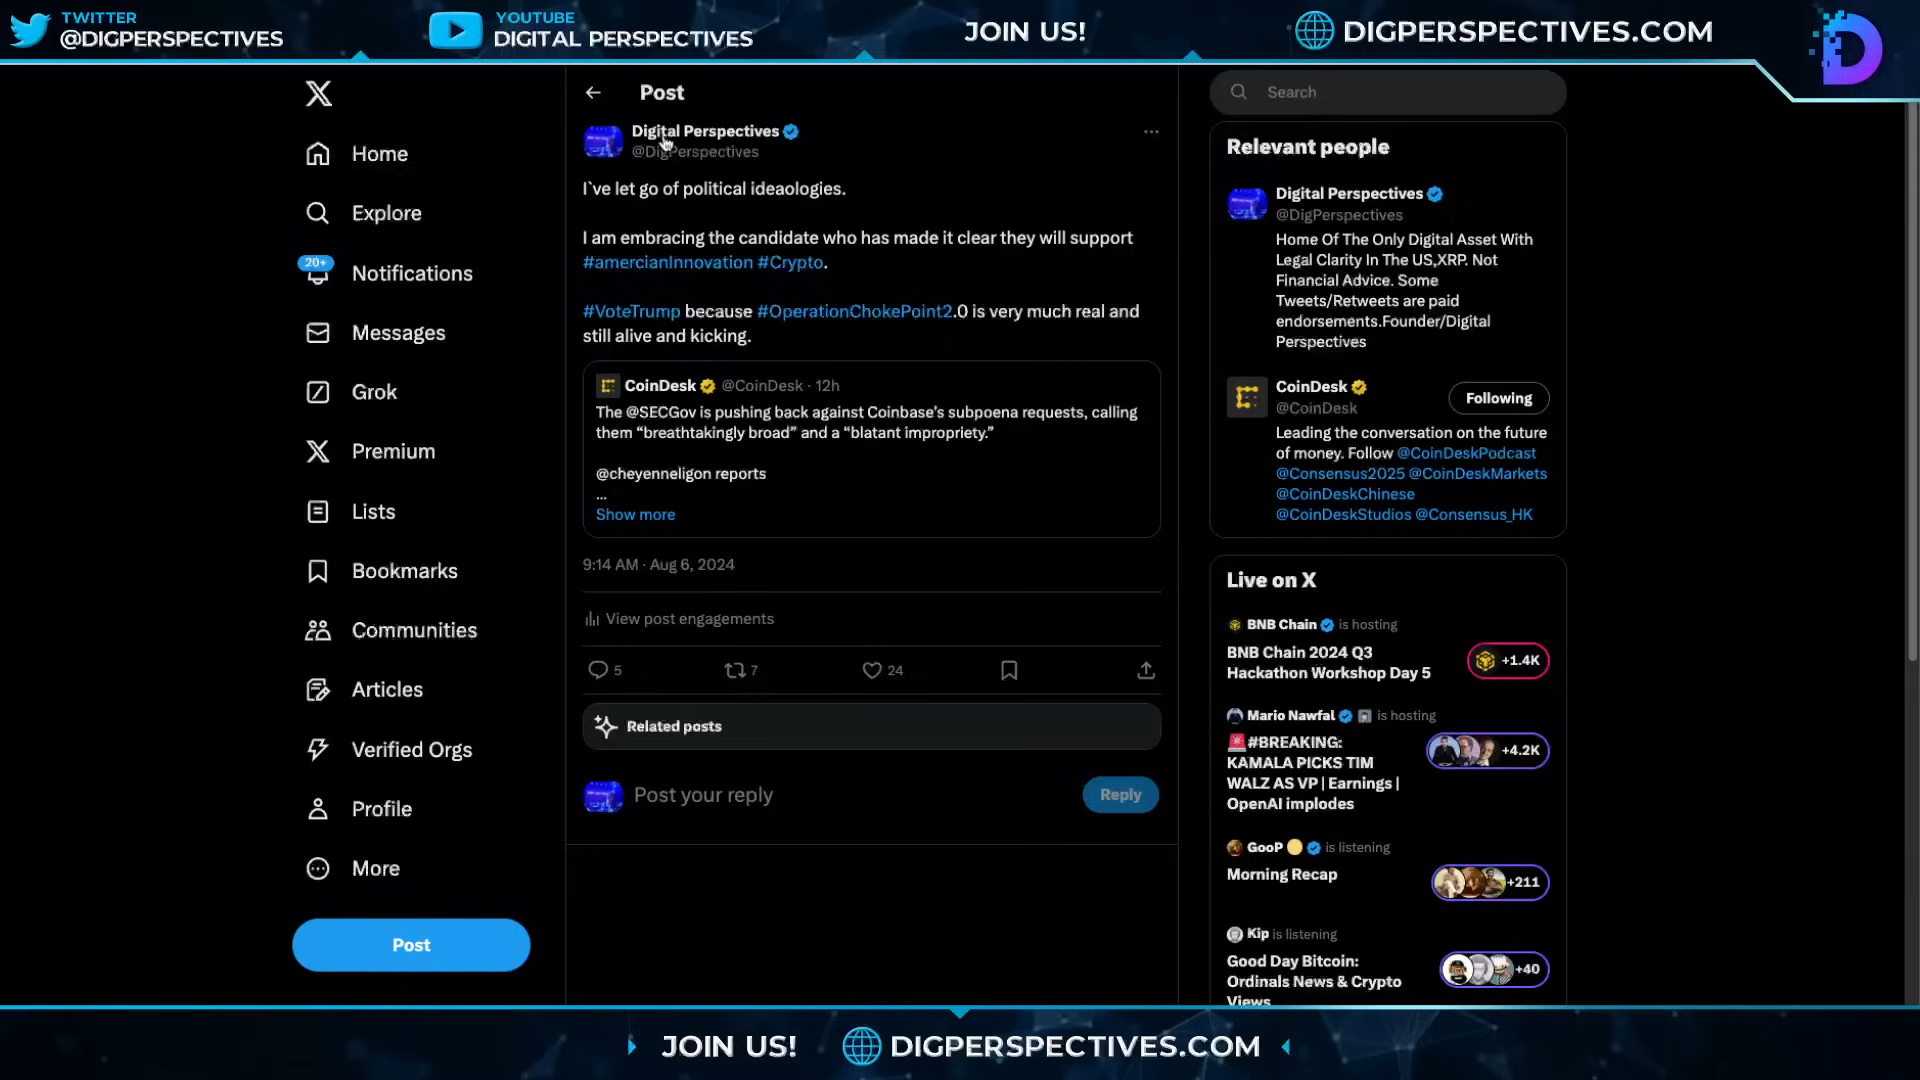 TWITTER
@DIGPERSPECTIVES
YOUTUBE
DIGITAL PERSPECTIVES
JOIN US!
DIGPERSPECTIVES.COM
Home
Explore
20+
Notifications
Messages
Grok
Premium
Lists
Bookmarks
Communities
Articles
Verified Orgs
Profile
More
Post
Post
Digital Perspectives
@DigPerspectives
I`ve let go of political ideaologies.
I am embracing the candidate who has made it clear they will support
#amercianInnovation #Crypto.
#VoteTrump because #OperationChokePoint2.0 is very much real and
still alive and kicking.
CoinDesk @CoinDesk · 12h
The @SECGov is pushing back against Coinbase's subpoena requests, calling
them “breathtakingly broad” and a “blatant impropriety.”
@cheyenneligon reports
...
Show more
9:14 AM · Aug 6, 2024
View post engagements
5
7
24
Related posts
Post your reply
Reply
Search
Relevant people
Digital Perspectives
@DigPerspectives
Home Of The Only Digital Asset With
Legal Clarity In The US,XRP. Not
Financial Advice. Some
Tweets/Retweets are paid
endorsements.Founder/Digital
Perspectives
CoinDesk
@CoinDesk
Following
Leading the conversation on the future
of money. Follow @CoinDeskPodcast
@Consensus2025 @CoinDeskMarkets
@CoinDeskChinese
@CoinDeskStudios @Consensus_HK
Live on X
BNB Chain is hosting
BNB Chain 2024 Q3
Hackathon Workshop Day 5
+1.4K
Mario Nawfal is hosting
🚨#BREAKING:
KAMALA PICKS TIM
WALZ AS VP | Earnings |
OpenAI implodes
+4.2K
GooP is listening
Morning Recap
+211
Kip is listening
Good Day Bitcoin:
Ordinals News & Crypto
Views
+40
JOIN US!
DIGPERSPECTIVES.COM